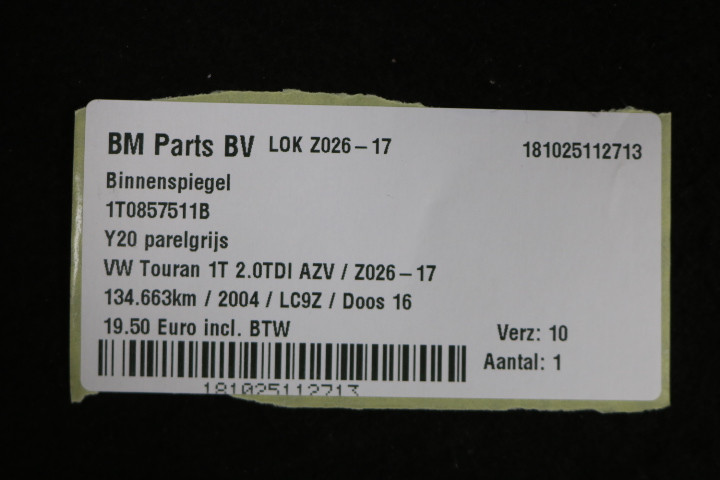 BM Parts BV LOK Z026-17 181025112713
Binnenspiegel
1T0857511B
Y20 parelgrijs
VW Touran 1T 2.0TDI AZV / Z026-17
134.663km / 2004 / LC9Z / Doos 16
19.50 Euro incl. BTW Verz: 10
Aantal: 1
181025112713